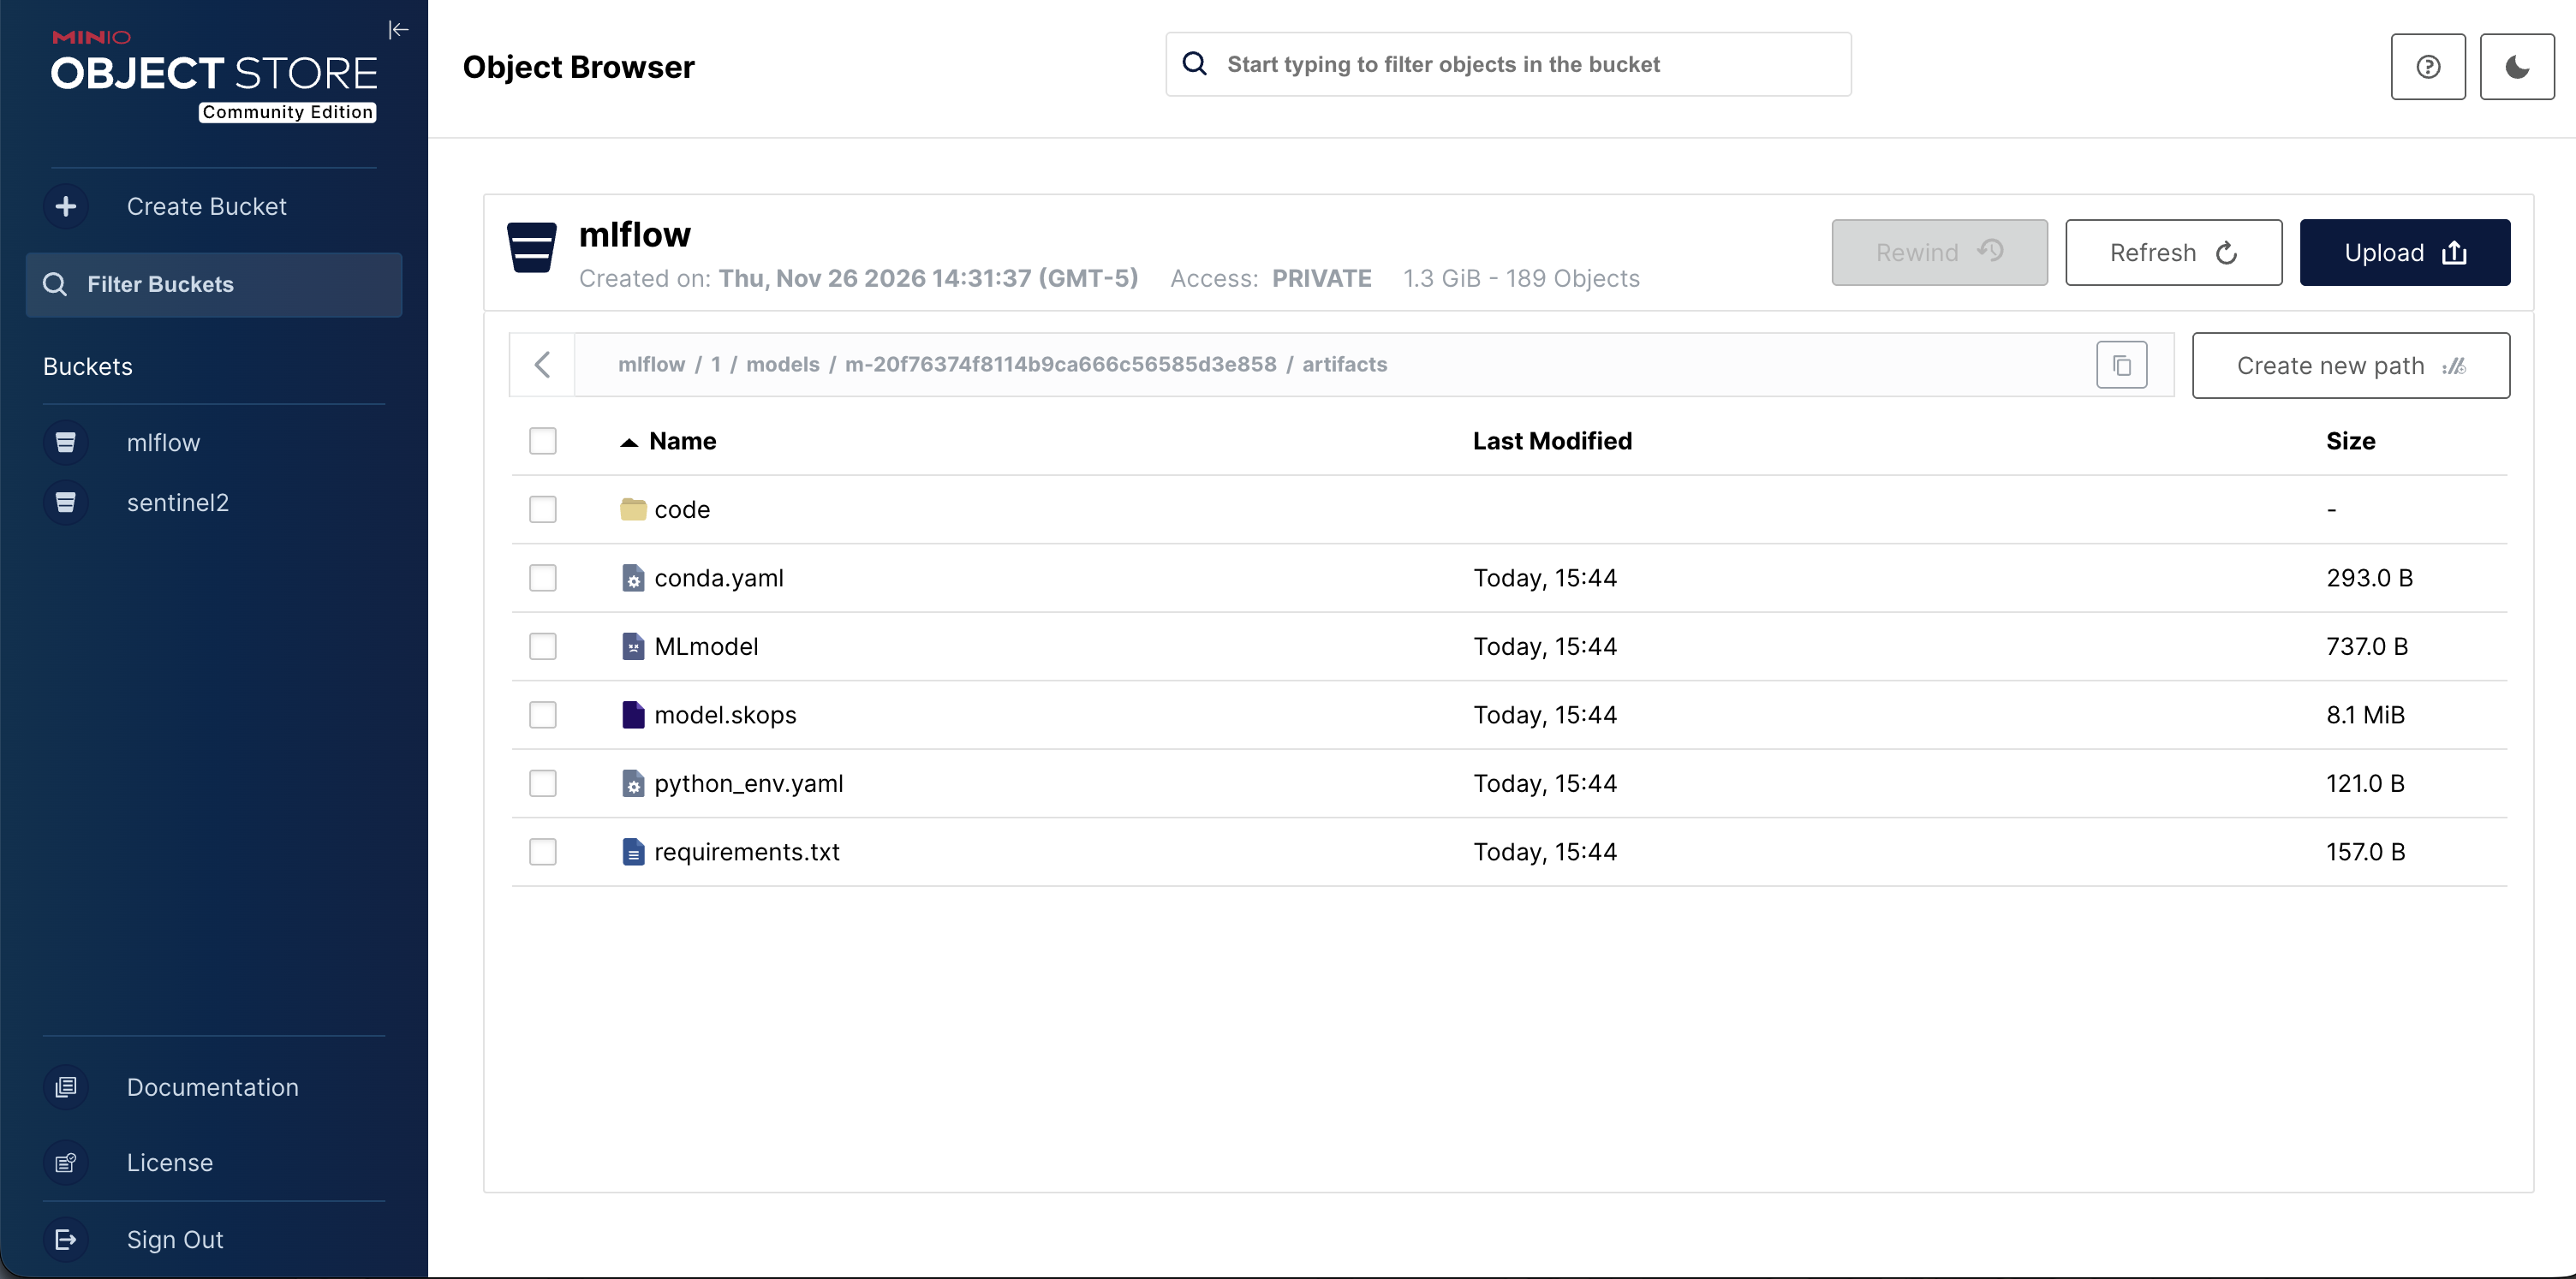 MINIO
OBJECT STORE
Community Edition
Create Bucket
Filter Buckets
Buckets
mlflow
sentinel2
Documentation
License
Sign Out
Object Browser
Start typing to filter objects in the bucket
mlflow
Created on: Thu, Nov 26 2026 14:31:37 (GMT-5) Access: PRIVATE 1.3 GiB - 189 Objects
Rewind
Refresh
Upload
mlflow / 1 / models / m-20f76374f8114b9ca666c56585d3e858 / artifacts
Create new path
Name Last Modified Size
code -
conda.yaml Today, 15:44 293.0 B
MLmodel Today, 15:44 737.0 B
model.skops Today, 15:44 8.1 MiB
python_env.yaml Today, 15:44 121.0 B
requirements.txt Today, 15:44 157.0 B